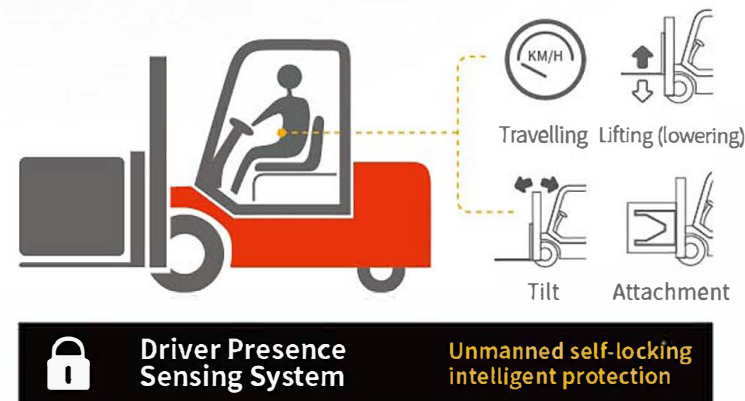 KM/H
Travelling Lifting (lowering)
Tilt Attachment
Driver Presence
Sensing System
Unmanned self-locking
intelligent protection